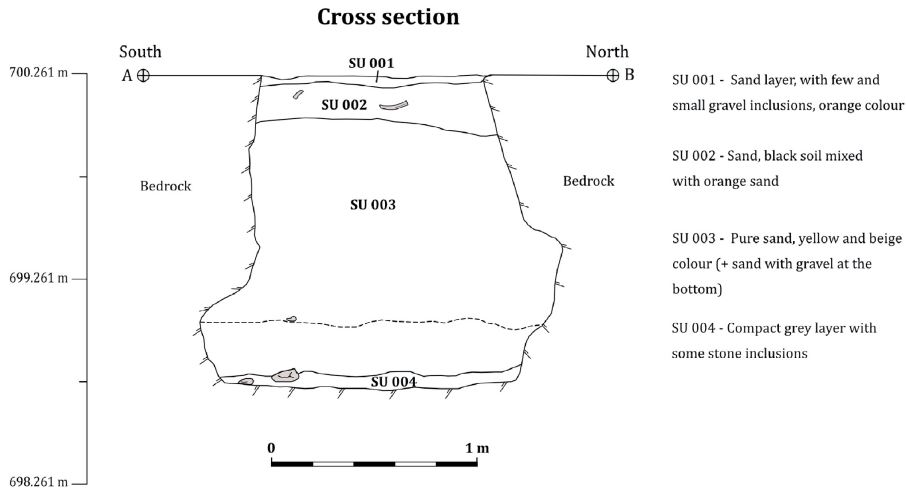 Cross section
South
North
SU 001
700.261 m
A
B
SU 002
SU 001 - Sand layer, with few and
small gravel inclusions, orange colour
SU 002 - Sand, black soil mixed
with orange sand
Bedrock
Bedrock
SU 003
SU 003 - Pure sand, yellow and beige
colour (+ sand with gravel at the
bottom)
699.261 m
SU 004 - Compact grey layer with
some stone inclusions
SU 004
0
1 m
698.261 m